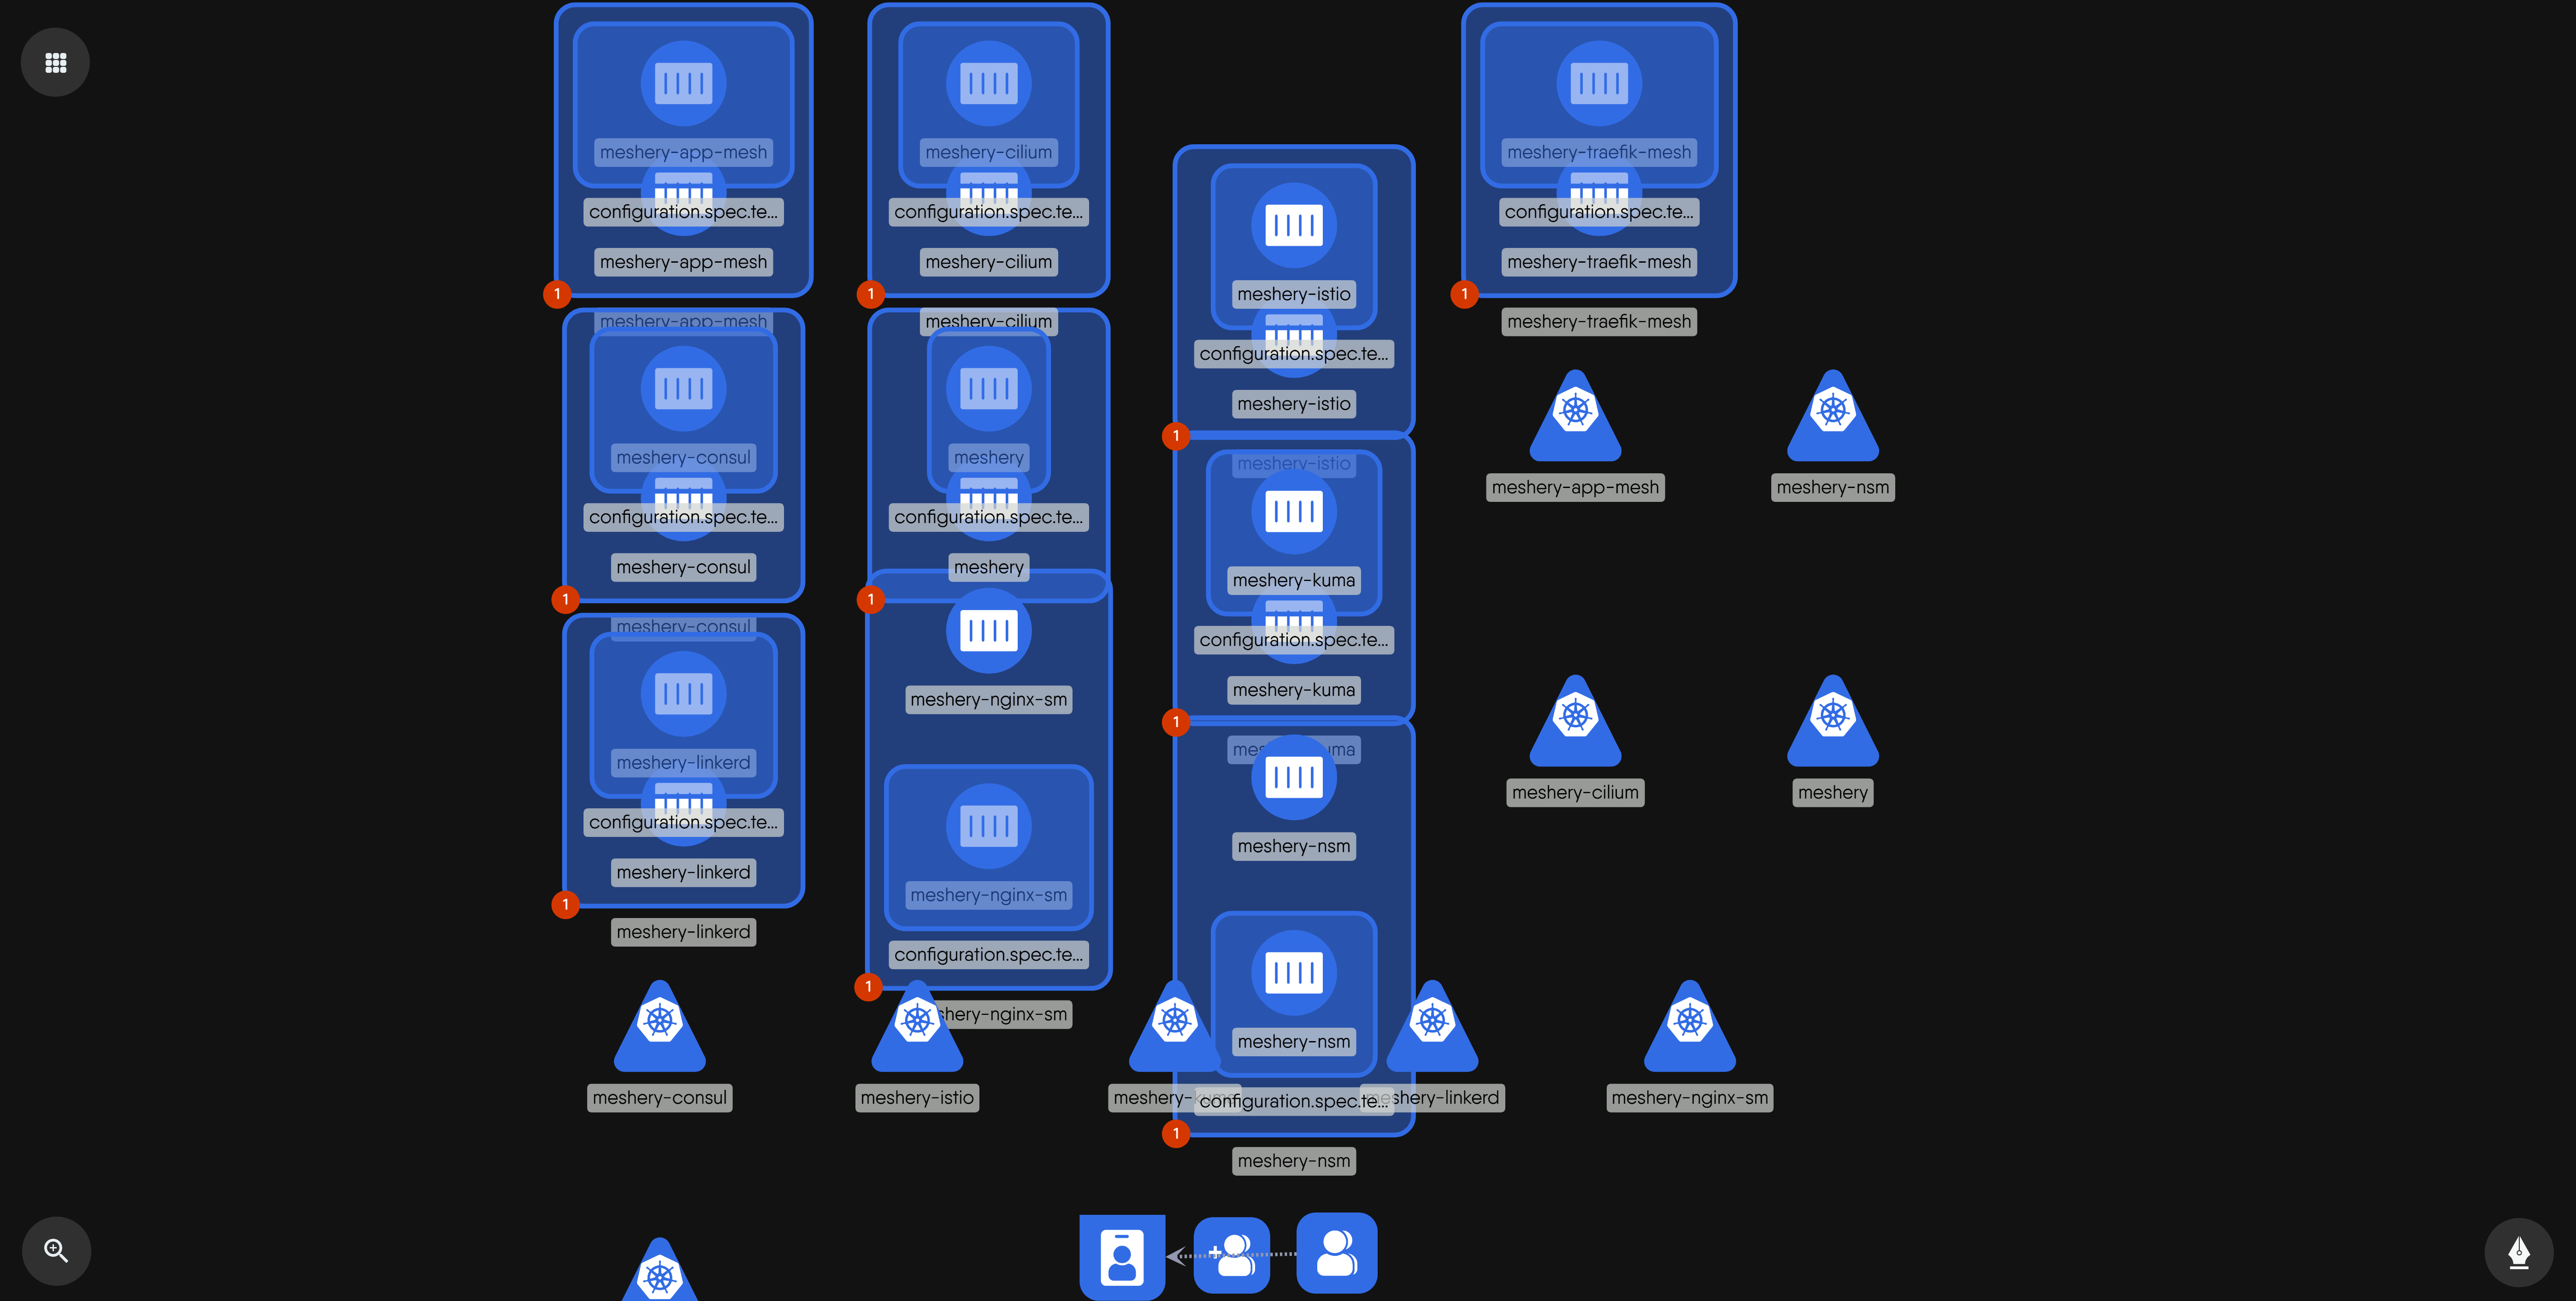 meshery-app-mesh
configuration.spec.te...
meshery-app-mesh
1
meshery-app-mesh
meshery-consul
configuration.spec.te...
meshery-consul
1
meshery-consul
meshery-linkerd
configuration.spec.te...
meshery-linkerd
1
meshery-linkerd
meshery-cilium
configuration.spec.te...
meshery-cilium
1
meshery-cilium
meshery
configuration.spec.te...
meshery
1
meshery-nginx-sm
meshery-nginx-sm
configuration.spec.te...
1
shery-nginx-sm
meshery-istio
configuration.spec.te...
meshery-istio
1
meshery-istio
meshery-kuma
configuration.spec.te...
meshery-kuma
1
meshery-nsm
meshery-nsm
configuration.spec.te...
1
meshery-nsm
meshery-traefik-mesh
configuration.spec.te...
meshery-traefik-mesh
1
meshery-traefik-mesh
meshery-app-mesh
meshery-nsm
meshery-cilium
meshery
meshery-consul
meshery-istio
meshery-
shery-linkerd
meshery-nginx-sm